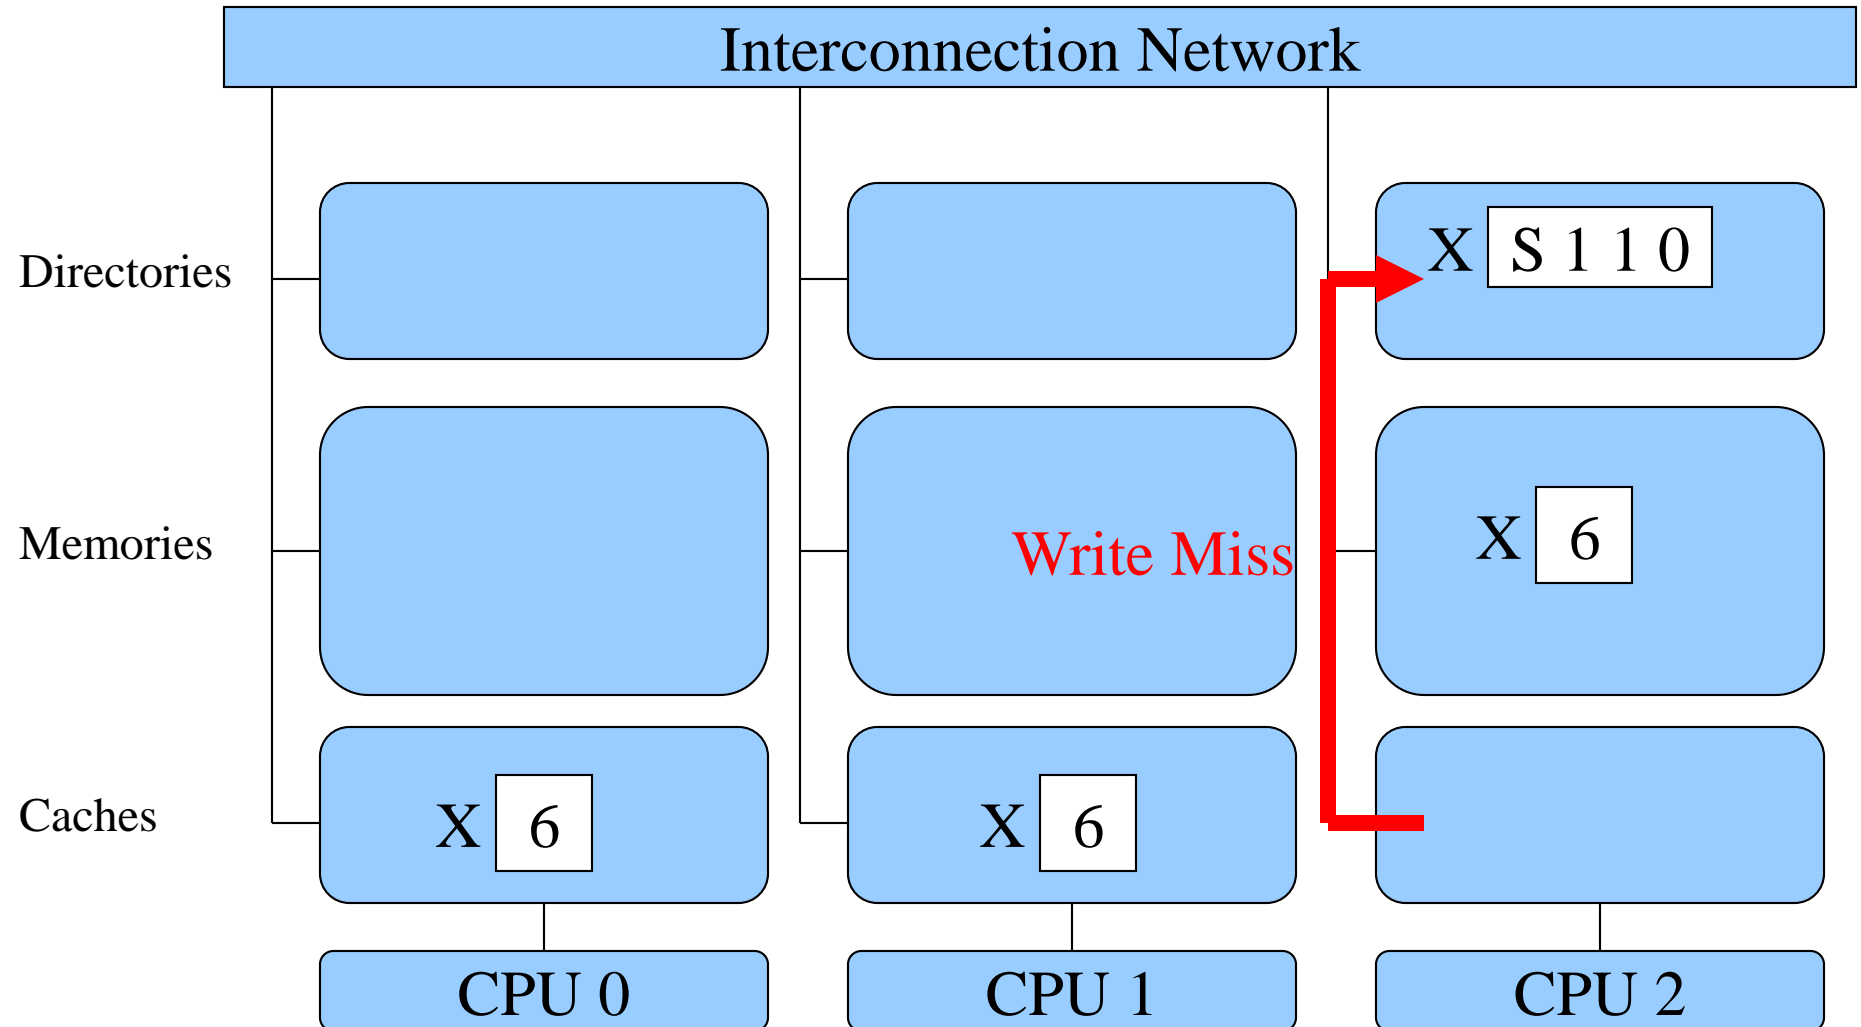 Interconnection Network
Directories
X S 1 1 0
Memories
Write Miss
X 6
Caches
X 6
X 6
CPU 0
CPU 1
CPU 2